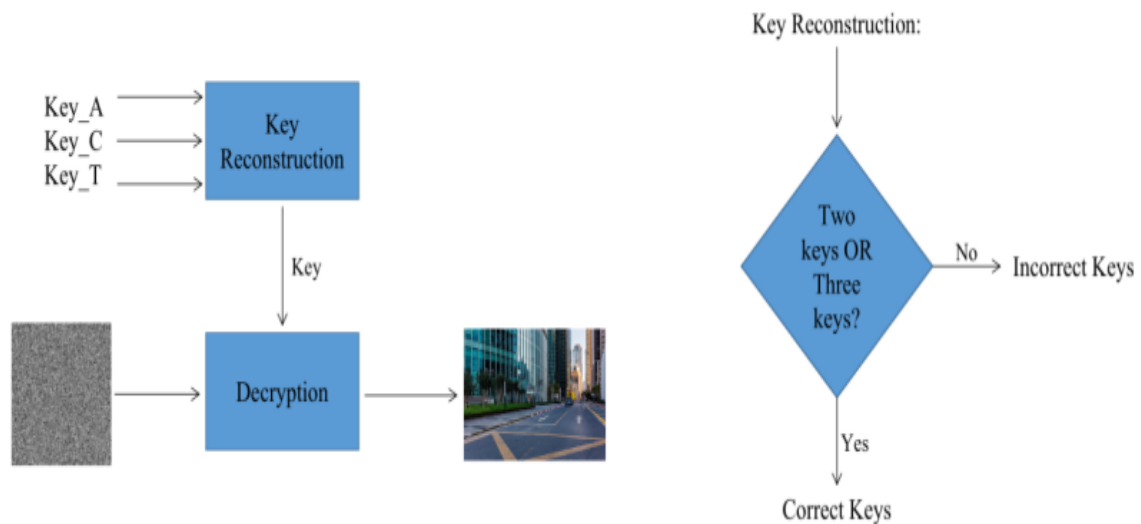 Key_A
Key_C
Key_T
Key
Reconstruction
Key
Decryption
Key Reconstruction:
Two
keys OR
Three
keys?
No
Incorrect Keys
Yes
Correct Keys